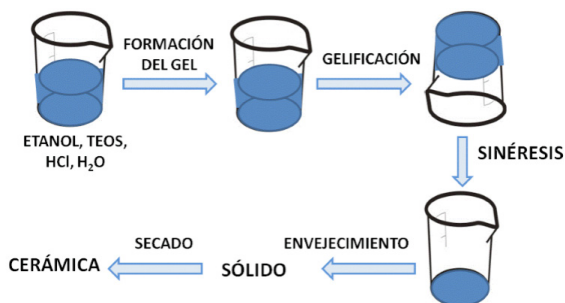 FORMACIÓN
DEL GEL
GELIFICACIÓN
ETANOL, TEOS,
HCl, H₂O
SINÉRESIS
ENVEJECIMIENTO
SÓLIDO
SECADO
CERÁMICA